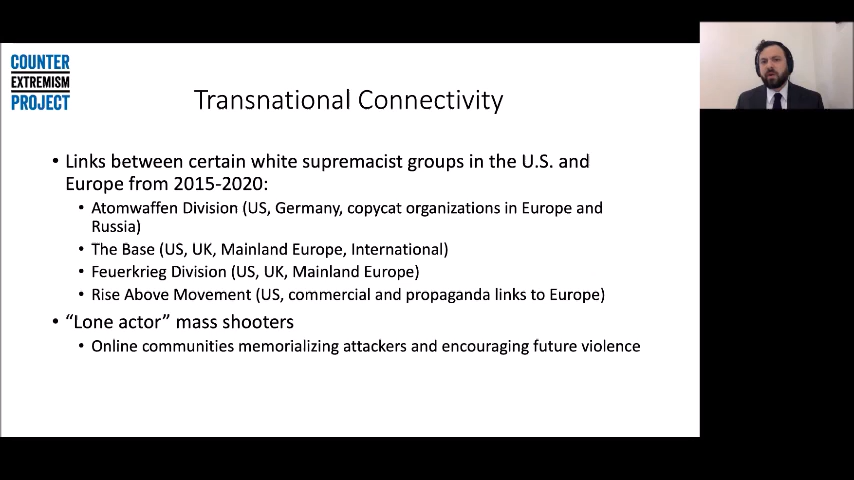 COUNTER
EXTREMISM
PROJECT
Transnational Connectivity
• Links between certain white supremacist groups in the U.S. and
Europe from 2015-2020:
• Atomwaffen Division (US, Germany, copycat organizations in Europe and
Russia)
• The Base (US, UK, Mainland Europe, International)
• Feuerkrieg Division (US, UK, Mainland Europe)
• Rise Above Movement (US, commercial and propaganda links to Europe)
• “Lone actor” mass shooters
• Online communities memorializing attackers and encouraging future violence